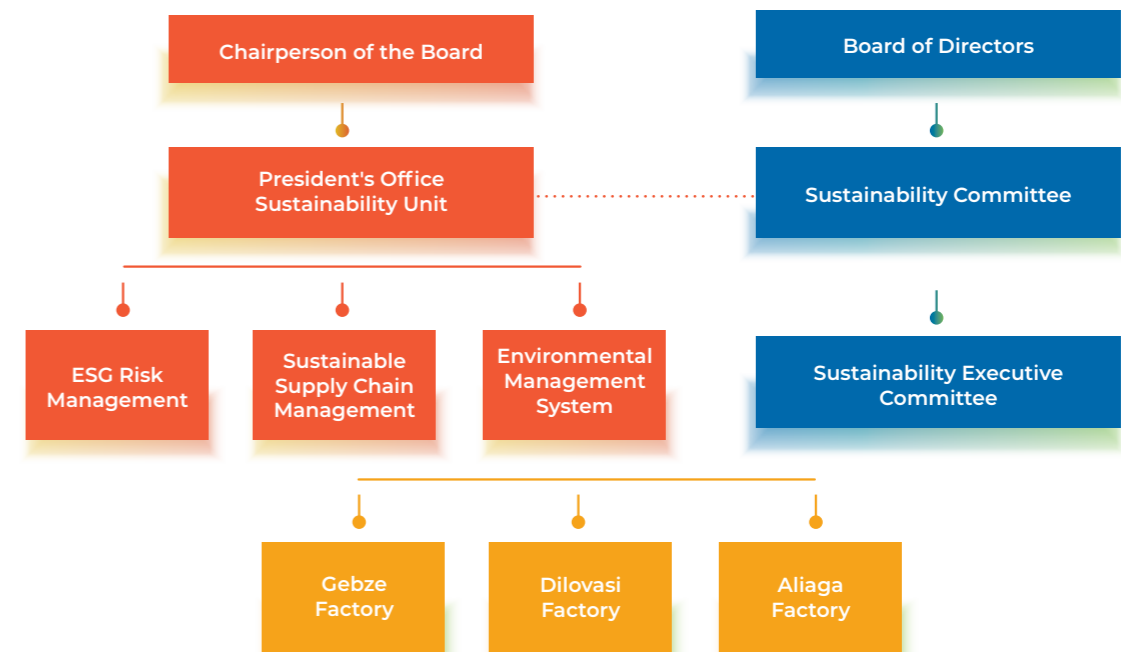 Chairperson of the Board
Board of Directors
President's Office
Sustainability Unit
Sustainability Committee
ESG Risk
Management
Sustainable
Supply Chain
Management
Environmental
Management
System
Sustainability Executive
Committee
Gebze
Factory
Dilovasi
Factory
Aliaga
Factory